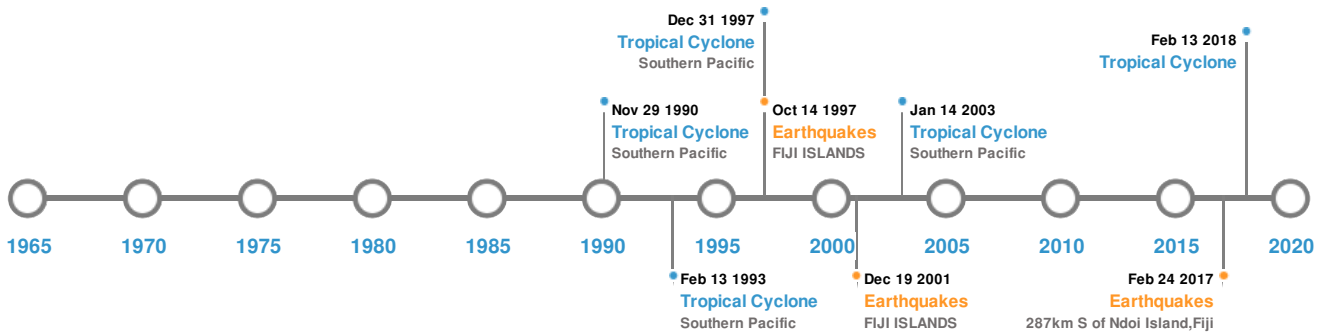 Dec 31 1997
Tropical Cyclone
Southern Pacific
Feb 13 2018
Tropical Cyclone
Nov 29 1990
Tropical Cyclone
Southern Pacific
Oct 14 1997
Earthquakes
FIJI ISLANDS
Jan 14 2003
Tropical Cyclone
Southern Pacific
1965 1970 1975 1980 1985 1990 1995 2000 2005 2010 2015 2020
Feb 13 1993
Tropical Cyclone
Southern Pacific
Dec 19 2001
Earthquakes
FIJI ISLANDS
Feb 24 2017
Earthquakes
287km S of Ndoi Island,Fiji